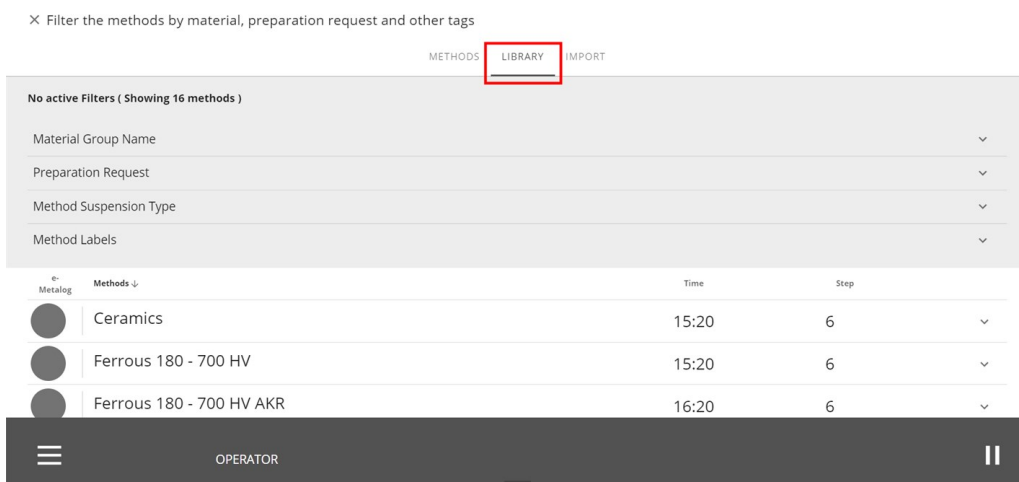 × Filter the methods by material, preparation request and other tags
METHODS LIBRARY IMPORT
No active Filters ( Showing 16 methods )
Material Group Name
Preparation Request
Method Suspension Type
Method Labels
e-
Metalog Methods ↓ Time Step
Ceramics 15:20 6
Ferrous 180 - 700 HV 15:20 6
Ferrous 180 - 700 HV AKR 16:20 6
OPERATOR